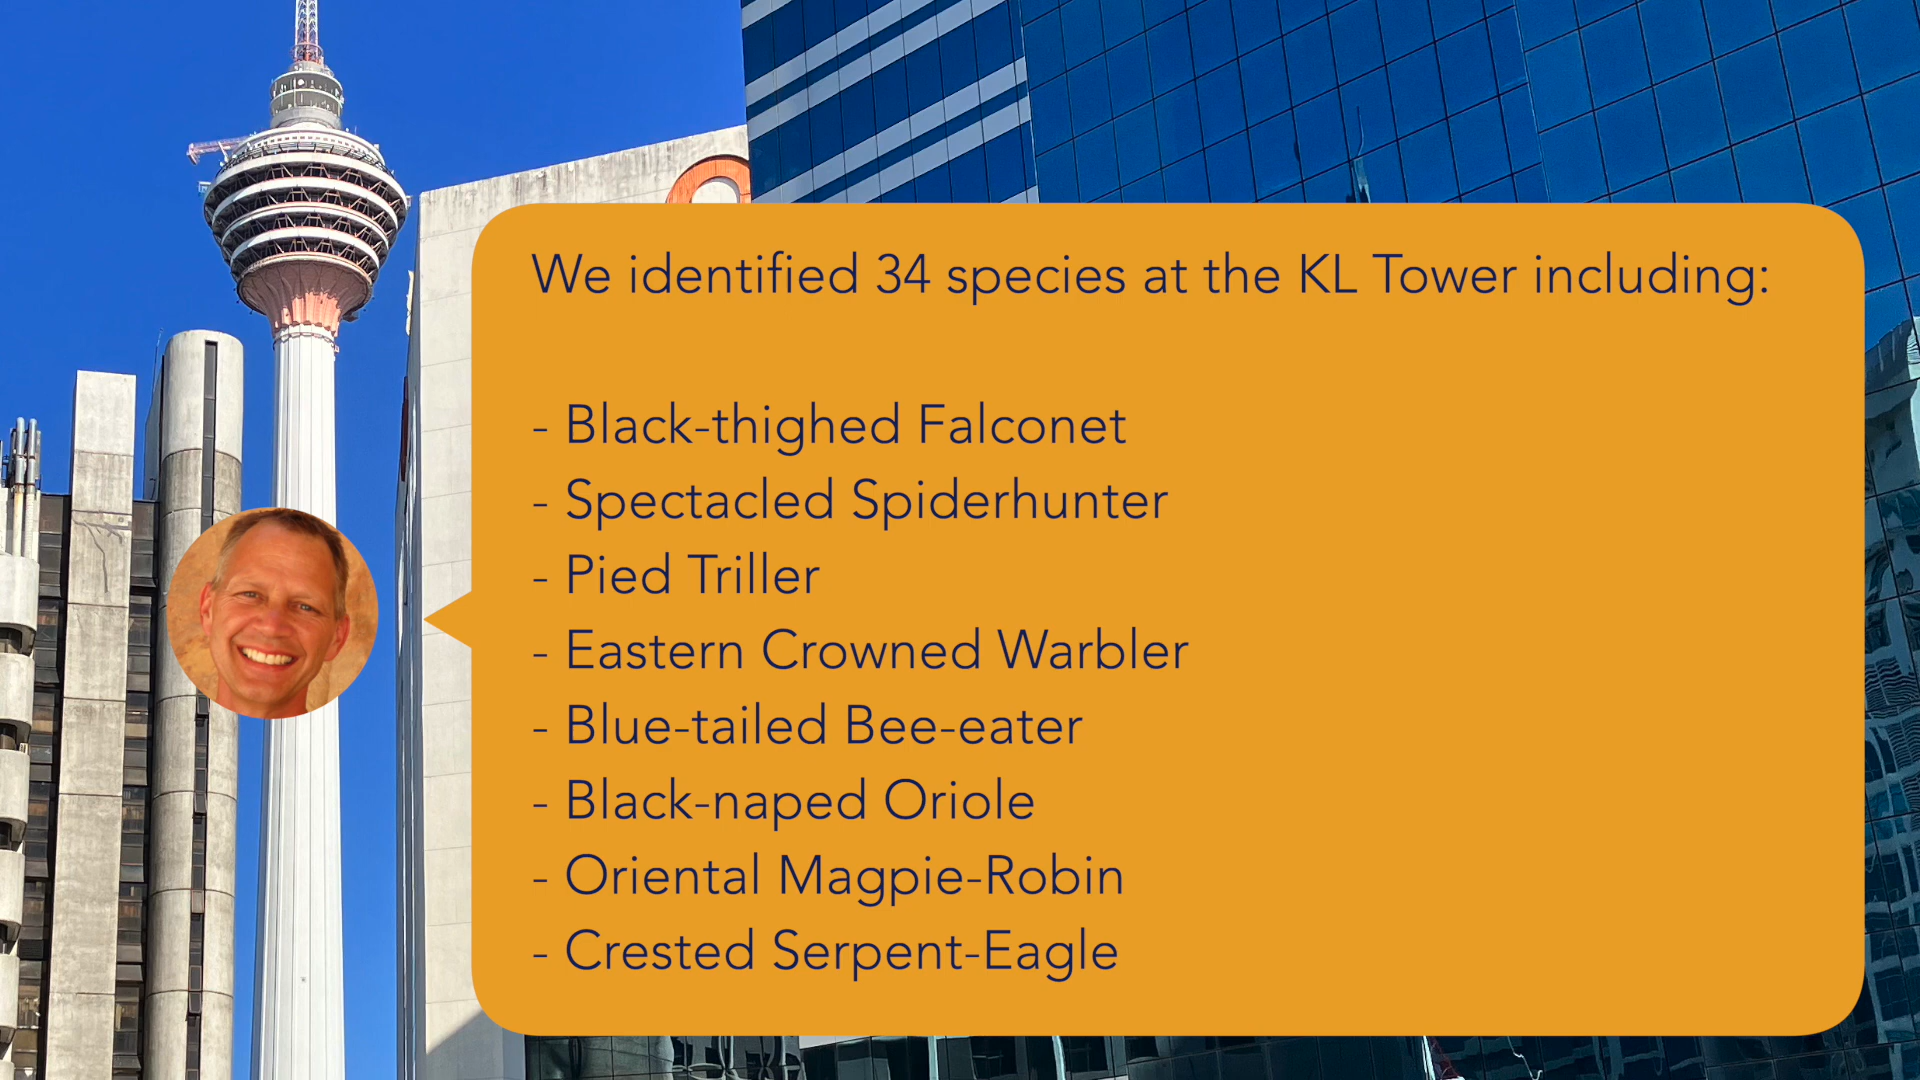 We identified 34 species at the KL Tower including:
- Black-thighed Falconet
- Spectacled Spiderhunter
- Pied Triller
- Eastern Crowned Warbler
- Blue-tailed Bee-eater
- Black-naped Oriole
- Oriental Magpie-Robin
- Crested Serpent-Eagle